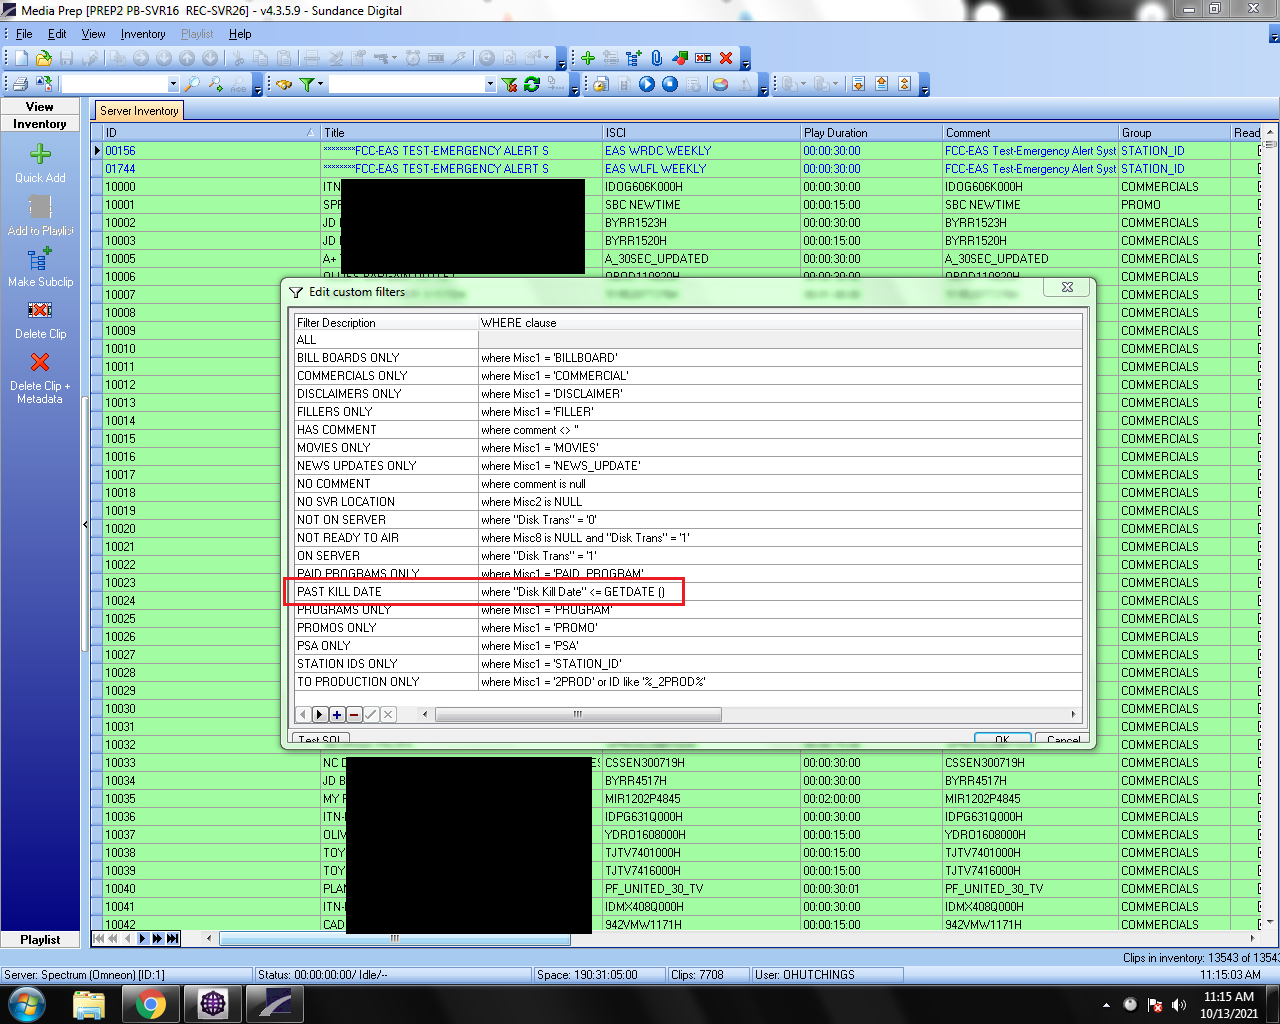 Media Prep [PREP2 PB-SVR16 REC-SVR26] - v4.3.5.9 - Sundance Digital
File Edit View Inventory Playlist Help
View
Inventory
Quick Add
Add to Playlist
Make Subclip
Delete Clip
Delete Clip +
Metadata
Playlist
Server Inventory
ID Title ISCI Play Duration Comment Group Read
00156 ********FCC-EAS TEST-EMERGENCY ALERT S EAS WRDC WEEKLY 00:00:30:00 FCC-EAS Test-Emergency Alert Syst STATION_ID
01744 ********FCC-EAS TEST-EMERGENCY ALERT S EAS WLFL WEEKLY 00:00:30:00 FCC-EAS Test-Emergency Alert Syst STATION_ID
10000 ITN IDOG606K000H 00:00:30:00 IDOG606K000H COMMERCIALS
10001 SPF SBC NEWTIME 00:00:15:00 SBC NEWTIME PROMO
10002 JD BYRR1523H 00:00:30:00 BYRR1523H COMMERCIALS
10003 JD BYRR1520H 00:00:15:00 BYRR1520H COMMERCIALS
10005 A+ A_30SEC_UPDATED 00:00:30:00 A_30SEC_UPDATED COMMERCIALS
10006 OBOD110820H 00:00:30:00 OBOD110820H COMMERCIALS
10007 COMMERCIALS
10008 COMMERCIALS
10009 COMMERCIALS
10010 COMMERCIALS
10011 COMMERCIALS
10012 COMMERCIALS
10013 COMMERCIALS
10014 COMMERCIALS
10015 COMMERCIALS
10016 COMMERCIALS
10017 COMMERCIALS
10018 COMMERCIALS
10019 COMMERCIALS
10020 COMMERCIALS
10021 COMMERCIALS
10022 COMMERCIALS
10023 COMMERCIALS
10024 COMMERCIALS
10025 COMMERCIALS
10026 COMMERCIALS
10027 COMMERCIALS
10028 COMMERCIALS
10029 COMMERCIALS
10030 COMMERCIALS
10031 COMMERCIALS
10032 COMMERCIALS
Edit custom filters
Filter Description WHERE clause
ALL
BILL BOARDS ONLY where Misc1 = 'BILLBOARD'
COMMERCIALS ONLY where Misc1 = 'COMMERCIAL'
DISCLAIMERS ONLY where Misc1 = 'DISCLAIMER'
FILLERS ONLY where Misc1 = 'FILLER'
HAS COMMENT where comment <> ''
MOVIES ONLY where Misc1 = 'MOVIES'
NEWS UPDATES ONLY where Misc1 = 'NEWS_UPDATE'
NO COMMENT where comment is null
NO SVR LOCATION where Misc2 is NULL
NOT ON SERVER where "Disk Trans" = '0'
NOT READY TO AIR where Misc8 is NULL and "Disk Trans" = '1'
ON SERVER where "Disk Trans" = '1'
PAID PROGRAMS ONLY where Misc1 = 'PAID_PROGRAM'
PAST KILL DATE where "Disk Kill Date" <= GETDATE ()
PROGRAMS ONLY where Misc1 = 'PROGRAM'
PROMOS ONLY where Misc1 = 'PROMO'
PSA ONLY where Misc1 = 'PSA'
STATION IDS ONLY where Misc1 = 'STATION_ID'
TO PRODUCTION ONLY where Misc1 = '2PROD' or ID like '%_2PROD%'
Test SQL OK Cancel
10033 NC CSSEN300719H 00:00:30:00 CSSEN300719H COMMERCIALS
10034 JD B BYRR4517H 00:00:30:00 BYRR4517H COMMERCIALS
10035 MY MIR1202P4845 00:02:00:00 MIR1202P4845 COMMERCIALS
10036 ITN- IDPG631Q000H 00:00:30:00 IDPG631Q000H COMMERCIALS
10037 OLIV YDRO1608000H 00:00:15:00 YDRO1608000H COMMERCIALS
10038 TOY TJTV7401000H 00:00:15:00 TJTV7401000H COMMERCIALS
10039 TOY TJTV7416000H 00:00:15:00 TJTV7416000H COMMERCIALS
10040 PLAN PF_UNITED_30_TV 00:00:30:01 PF_UNITED_30_TV COMMERCIALS
10041 ITN- IDMX408Q000H 00:00:30:00 IDMX408Q000H COMMERCIALS
10042 CAD 942VMW1171H 00:00:15:00 942VMW1171H COMMERCIALS
Clips in inventory: 13543 of 13543
Server: Spectrum (Omneon) [ID:1] Status: 00:00:00:00/ Idle/-- Space: 190:31:05:00 Clips: 7708 User: OHUTCHINGS 11:15:03 AM
11:15 AM
10/13/2021